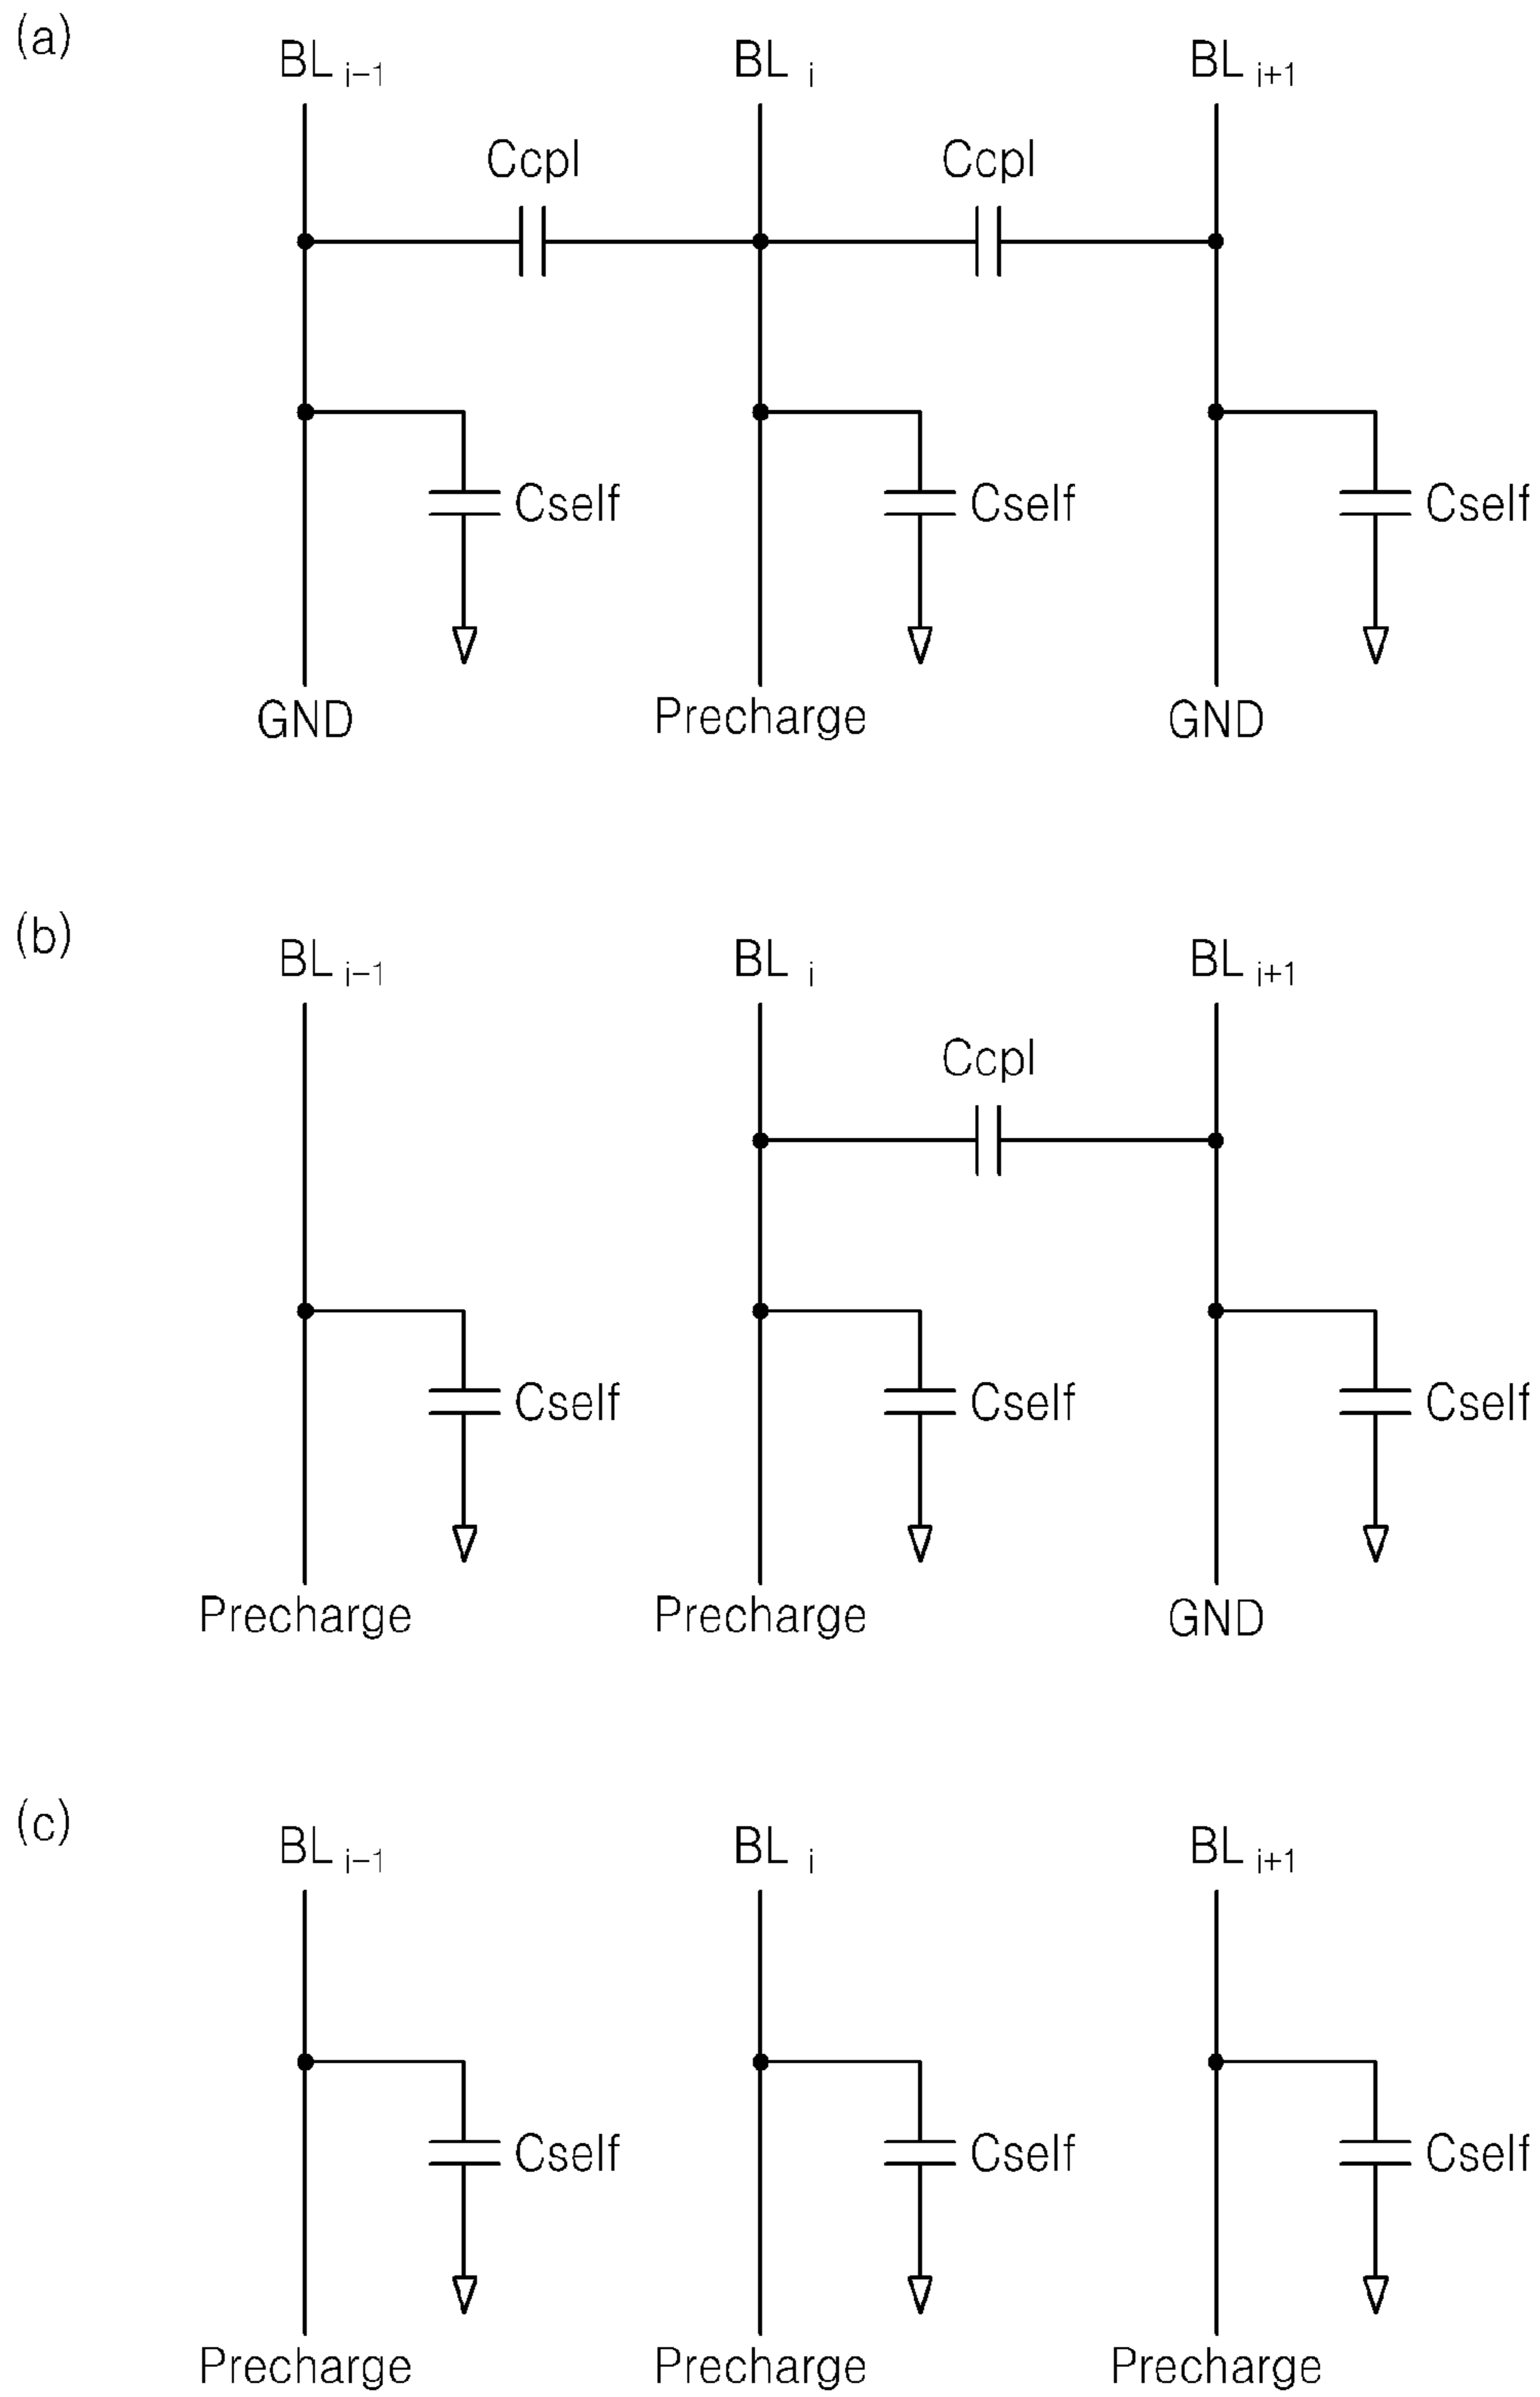 (a)
BL i−1 BL i BL i+1
Ccpl Ccpl
Cself Cself Cself
GND Precharge GND
(b)
BL i−1 BL i BL i+1
Ccpl
Cself Cself Cself
Precharge Precharge GND
(c)
BL i−1 BL i BL i+1
Cself Cself Cself
Precharge Precharge Precharge